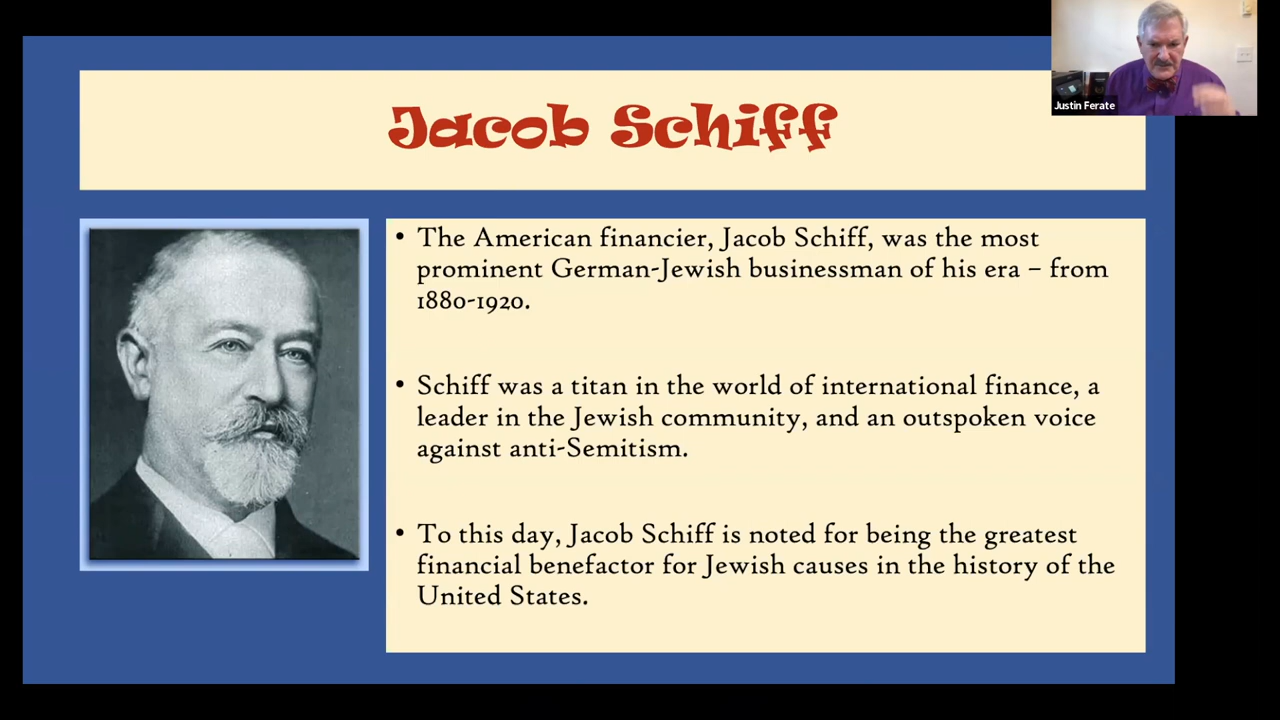 Jacob Schiff
Justin Ferate
• The American financier, Jacob Schiff, was the most
prominent German-Jewish businessman of his era – from
1880-1920.
• Schiff was a titan in the world of international finance, a
leader in the Jewish community, and an outspoken voice
against anti-Semitism.
• To this day, Jacob Schiff is noted for being the greatest
financial benefactor for Jewish causes in the history of the
United States.